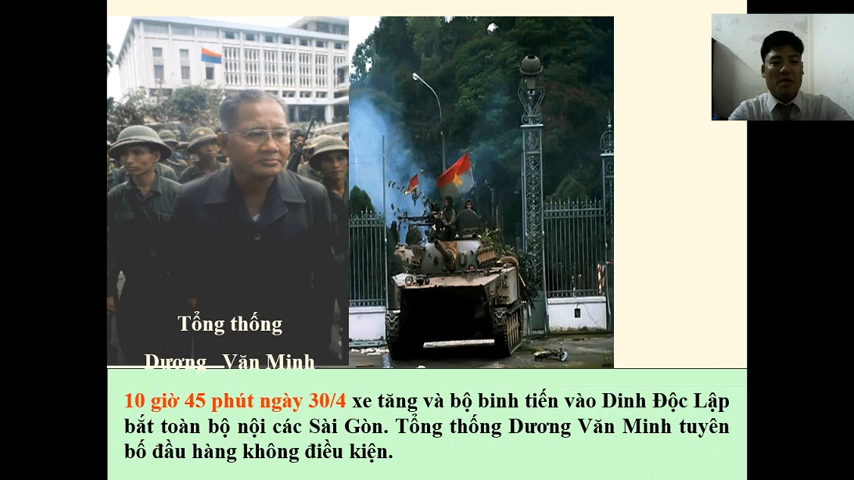 Tổng thống
Dương Văn Minh
10 giờ 45 phút ngày 30/4 xe tăng và bộ binh tiến vào Dinh Độc Lập
bắt toàn bộ nội các Sài Gòn. Tổng thống Dương Văn Minh tuyên
bố đầu hàng không điều kiện.